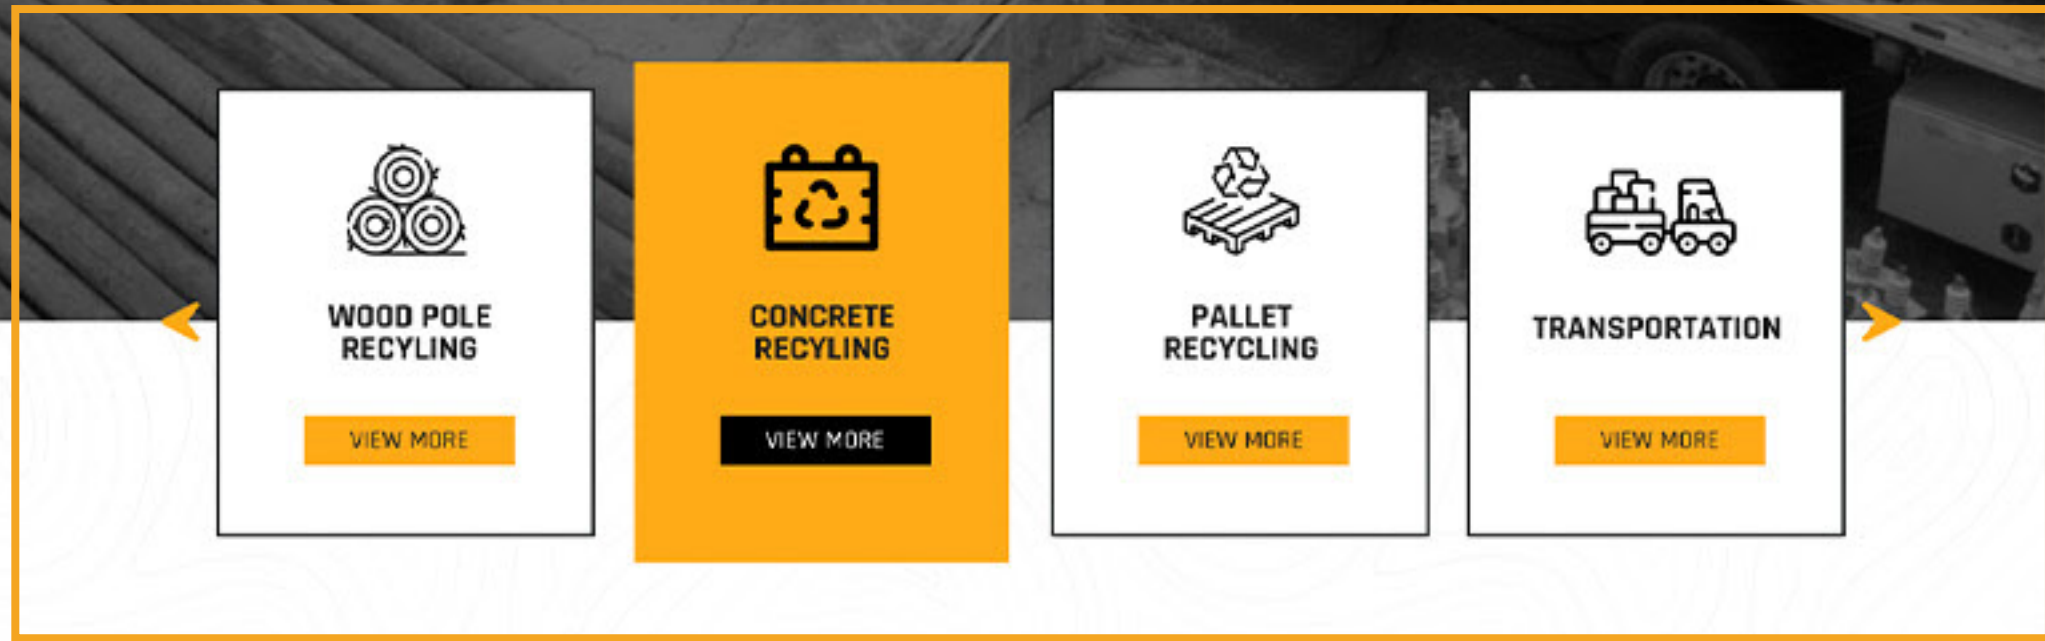 WOOD POLE
RECYLING
VIEW MORE
CONCRETE
RECYLING
VIEW MORE
PALLET
RECYCLING
VIEW MORE
TRANSPORTATION
VIEW MORE